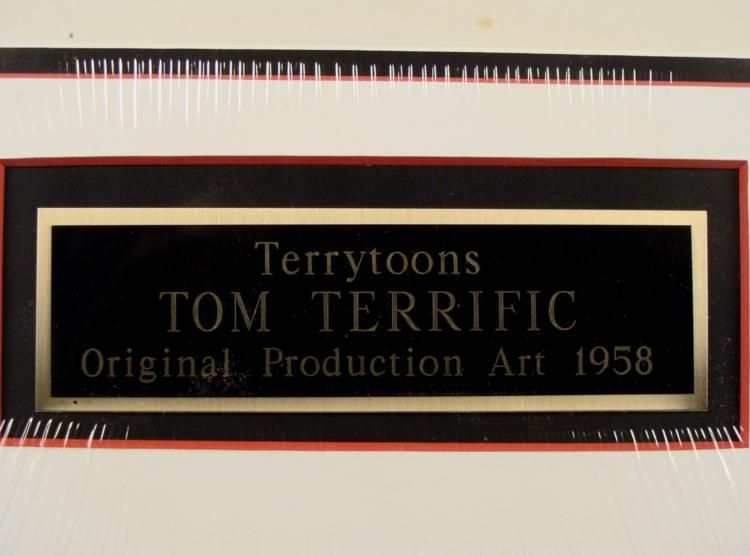 Terrytoons
TOM TERRIFIC
Original Production Art 1958